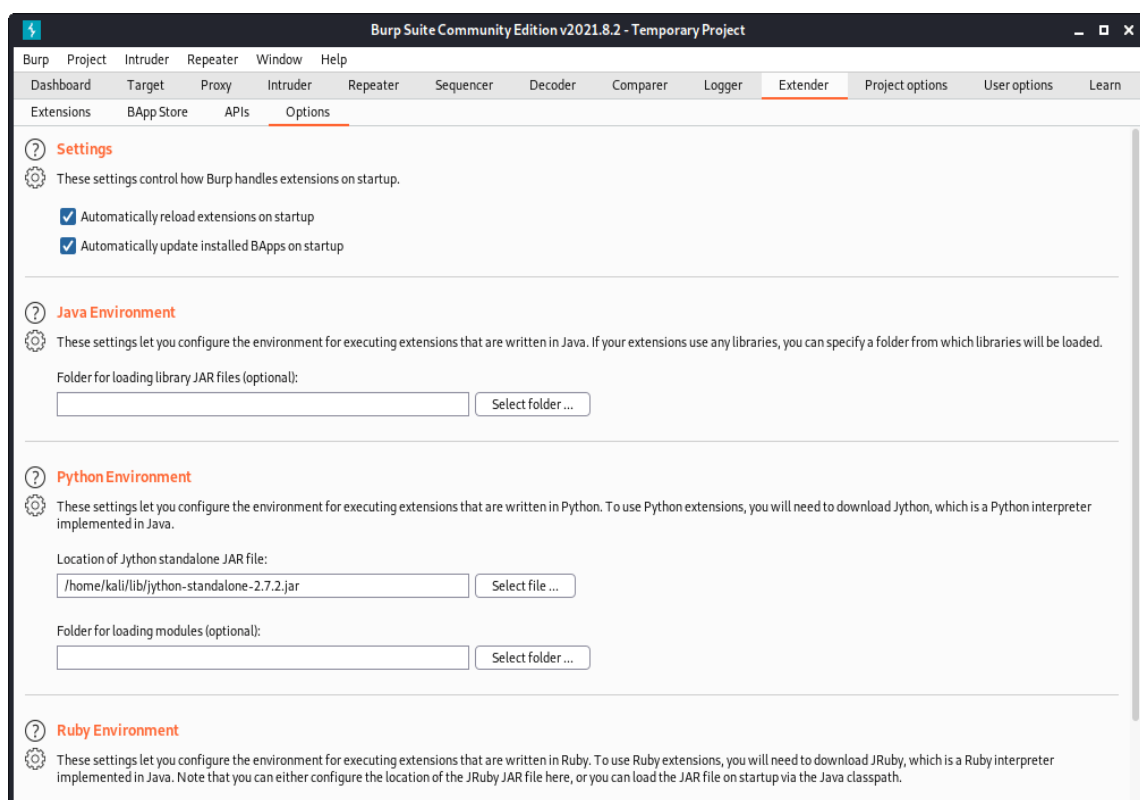 Burp Suite Community Edition v2021.8.2 - Temporary Project
Burp Project Intruder Repeater Window Help
Dashboard Target Proxy Intruder Repeater Sequencer Decoder Comparer Logger Extender Project options User options Learn
Extensions BApp Store APIs Options
Settings
These settings control how Burp handles extensions on startup.
Automatically reload extensions on startup
Automatically update installed BApps on startup
Java Environment
These settings let you configure the environment for executing extensions that are written in Java. If your extensions use any libraries, you can specify a folder from which libraries will be loaded.
Folder for loading library JAR files (optional):
Select folder ...
Python Environment
These settings let you configure the environment for executing extensions that are written in Python. To use Python extensions, you will need to download Jython, which is a Python interpreter
implemented in Java.
Location of Jython standalone JAR file:
/home/kali/lib/jython-standalone-2.7.2.jar Select file ...
Folder for loading modules (optional):
Select folder ...
Ruby Environment
These settings let you configure the environment for executing extensions that are written in Ruby. To use Ruby extensions, you will need to download JRuby, which is a Ruby interpreter
implemented in Java. Note that you can either configure the location of the JRuby JAR file here, or you can load the JAR file on startup via the Java classpath.